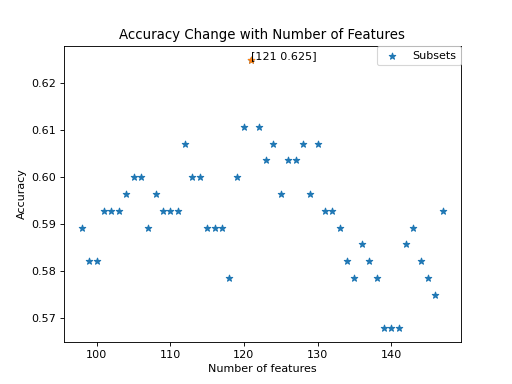 Accuracy Change with Number of Features
[121 0.625]
Subsets
0.62
0.61
0.60
0.59
0.58
0.57
Accuracy
100 110 120 130 140
Number of features